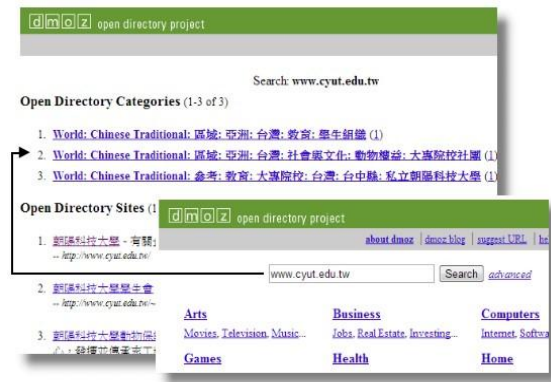 dmoz open directory project
Search: www.cyut.edu.tw
Open Directory Categories (1-3 of 3)
1. World: Chinese Traditional: 區域: 亞洲: 台灣: 教育: 學生組織 (1)
2. World: Chinese Traditional: 區域: 亞洲: 台灣: 社會與文化: 動物權益: 大專院校社團 (1)
3. World: Chinese Traditional: 參考: 教育: 大專院校: 台灣: 台中縣: 私立朝陽科技大學 (1)
Open Directory Sites (1
1. 朝陽科技大學 - 有關
-- http://www.cyut.edu.tw/
2. 朝陽科技大學學生會
-- http://www.cyut.edu.tw/~
3. 朝陽科技大學動物保
dmoz open directory project
about dmoz | dmoz blog | suggest URL | he
www.cyut.edu.tw Search advanced
Arts Business Computers
Movies, Television, Music... Jobs, Real Estate, Investing... Internet, Softwa
Games Health Home